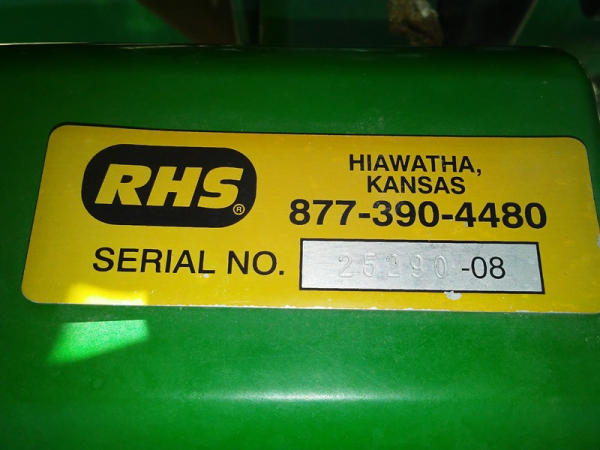 RHS®
HIAWATHA,
KANSAS
877-390-4480
SERIAL NO. 25290 -08